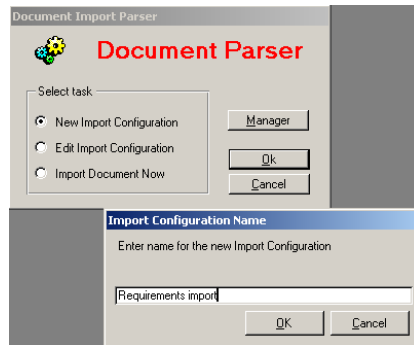 Document Import Parser
Document Parser
Select task
New Import Configuration
Manager
Edit Import Configuration
Ok
Import Document Now
Cancel
Import Configuration Name
Enter name for the new Import Configuration
Requirements import
OK
Cancel